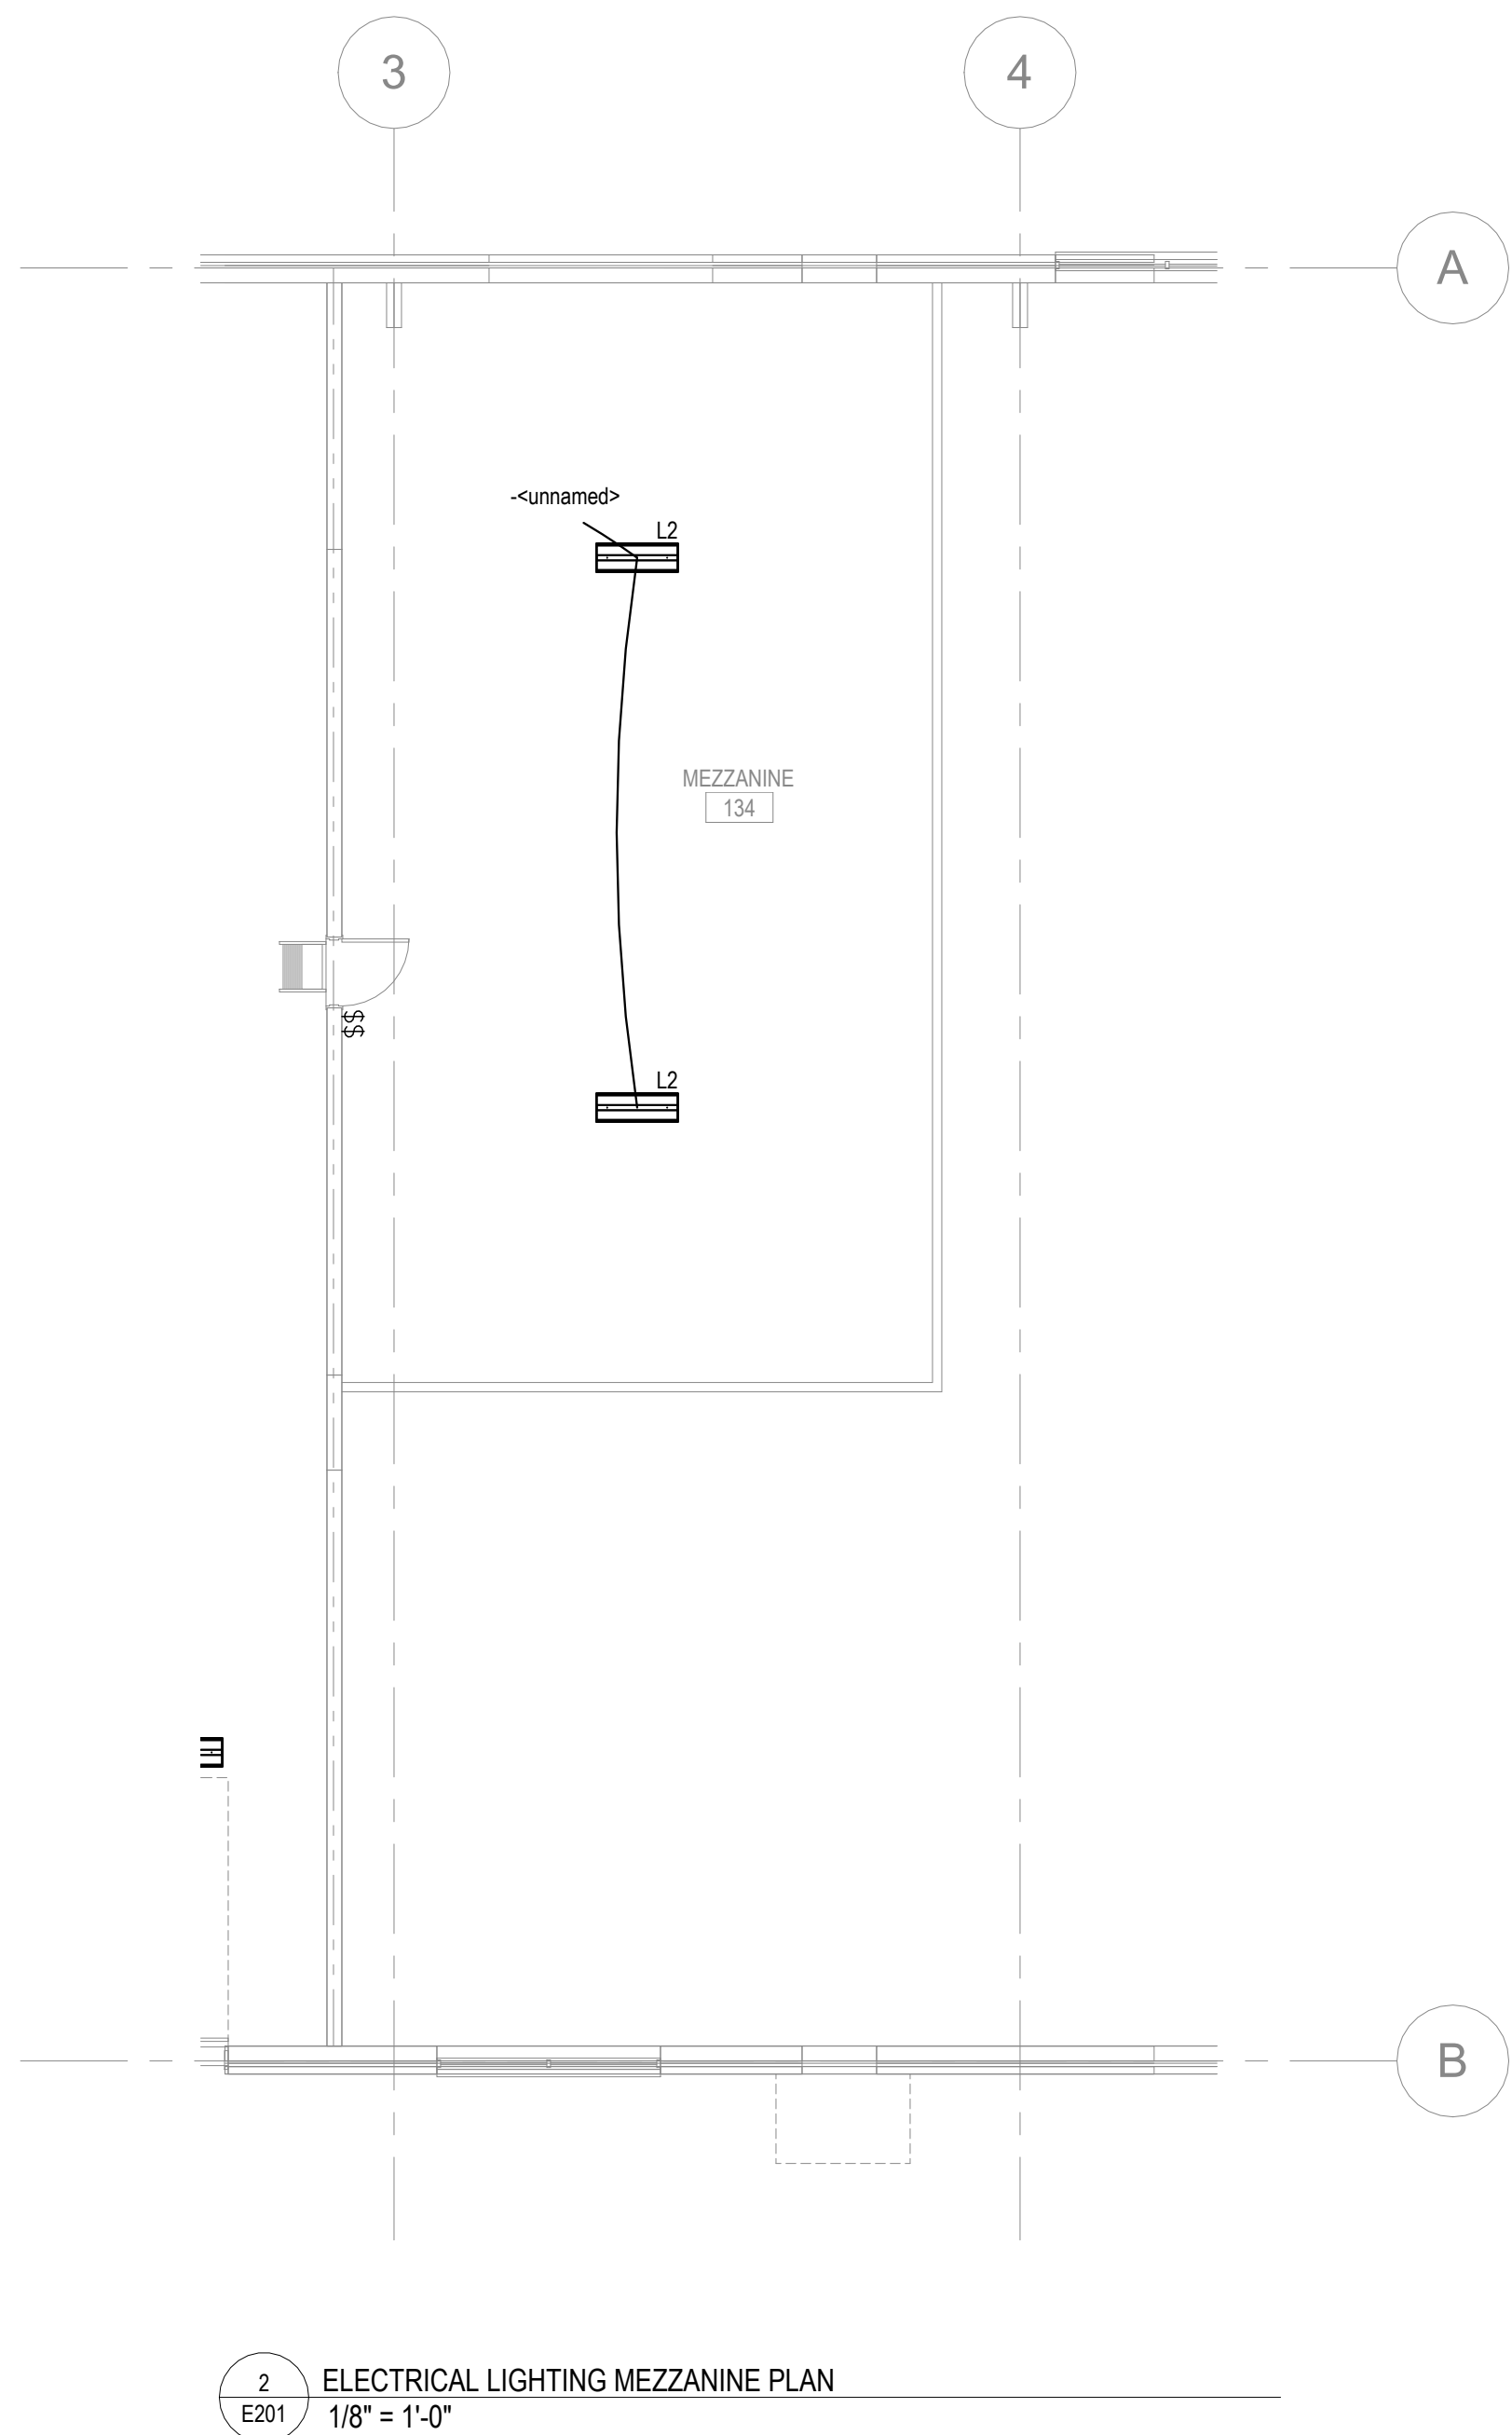 3
4
A
-<unnamed>
L2
MEZZANINE
134
$$
L2
B
2
ELECTRICAL LIGHTING MEZZANINE PLAN
E201
1/8" = 1'-0"